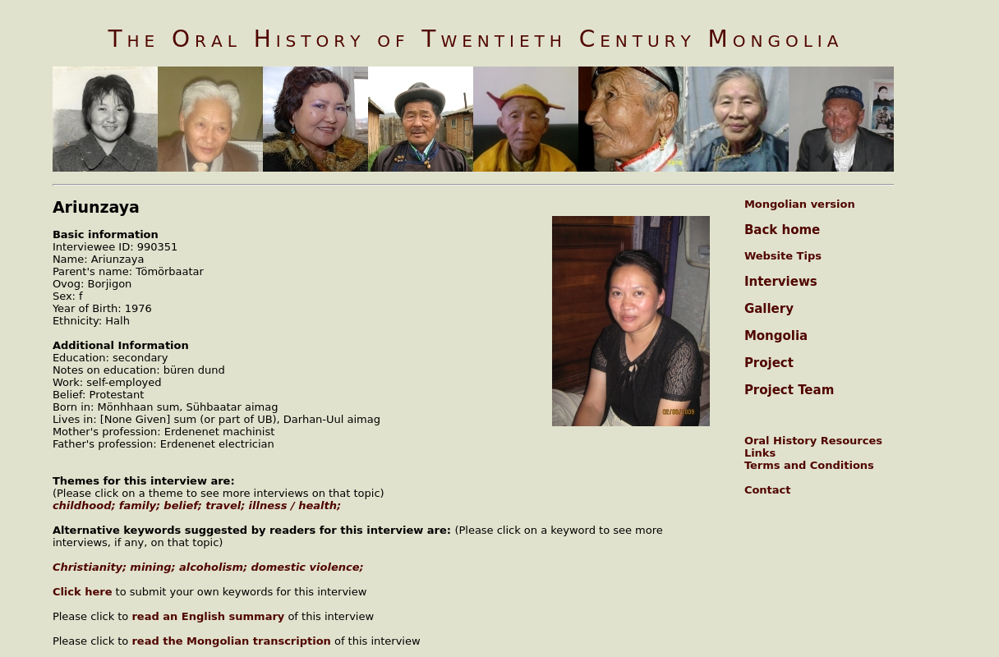 The Oral History of Twentieth Century Mongolia
Ariunzaya
Basic information
Interviewee ID: 990351
Name: Ariunzaya
Parent's name: Tömörbaatar
Ovog: Borjigon
Sex: f
Year of Birth: 1976
Ethnicity: Halh
Additional Information
Education: secondary
Notes on education: büren dund
Work: self-employed
Belief: Protestant
Born in: Mönhhaan sum, Sühbaatar aimag
Lives in: [None Given] sum (or part of UB), Darhan-Uul aimag
Mother's profession: Erdenenet machinist
Father's profession: Erdenenet electrician
Themes for this interview are:
(Please click on a theme to see more interviews on that topic)
childhood; family; belief; travel; illness / health;
Alternative keywords suggested by readers for this interview are: (Please click on a keyword to see more
interviews, if any, on that topic)
Christianity; mining; alcoholism; domestic violence;
Click here to submit your own keywords for this interview
Please click to read an English summary of this interview
Please click to read the Mongolian transcription of this interview
Mongolian version
Back home
Website Tips
Interviews
Gallery
Mongolia
Project
Project Team
Oral History Resources
Links
Terms and Conditions
Contact